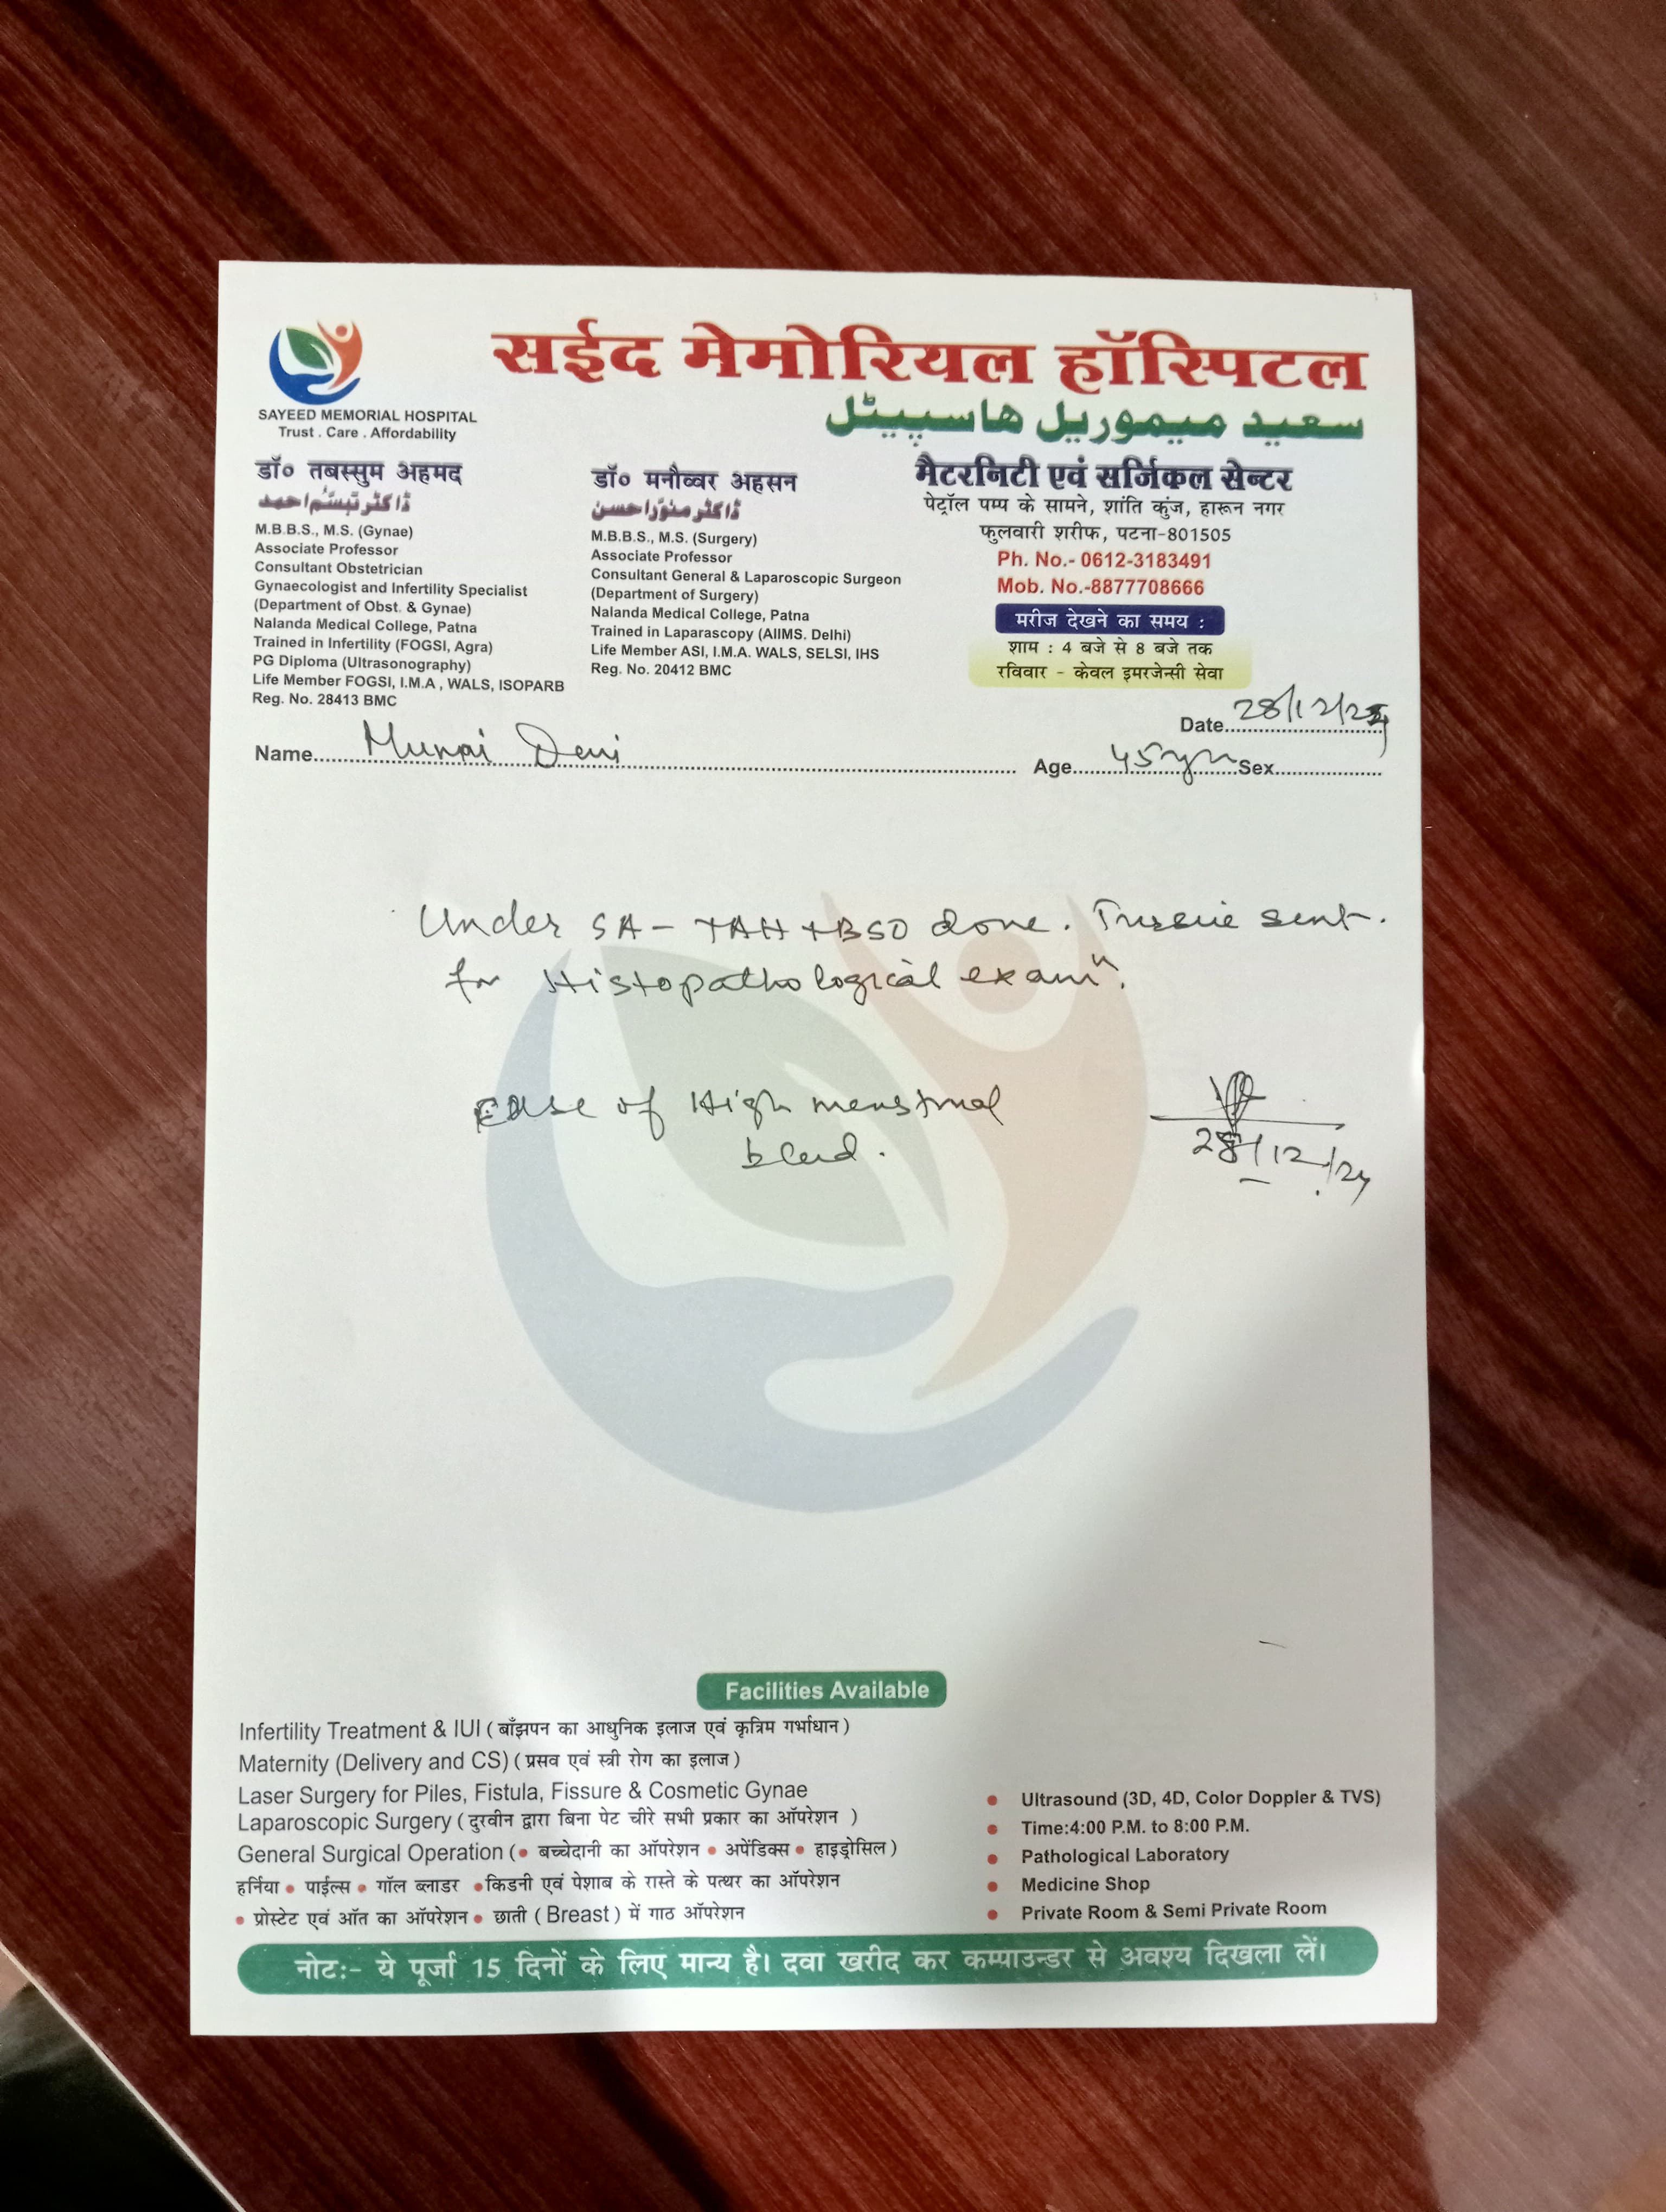 सईद मेमोरियल हॉस्पिटल
سعید میموریل هاسپیٹل
SAYEED MEMORIAL HOSPITAL
Trust . Care . Affordability
डॉ० तबस्सुम अहमद
ڈاکٹر تبسّم احمد
M.B.B.S., M.S. (Gynae)
Associate Professor
Consultant Obstetrician
Gynaecologist and Infertility Specialist
(Department of Obst. & Gynae)
Nalanda Medical College, Patna
Trained in Infertility (FOGSI, Agra)
PG Diploma (Ultrasonography)
Life Member FOGSI, I.M.A , WALS, ISOPARB
Reg. No. 28413 BMC
डॉ० मनौव्वर अहसन
ڈاکٹر منوّر احسن
M.B.B.S., M.S. (Surgery)
Associate Professor
Consultant General & Laparoscopic Surgeon
(Department of Surgery)
Nalanda Medical College, Patna
Trained in Laparascopy (AIIMS. Delhi)
Life Member ASI, I.M.A. WALS, SELSI, IHS
Reg. No. 20412 BMC
मैटरनिटी एवं सर्जिकल सेन्टर
पेट्रॉल पम्प के सामने, शांति कुंज, हारून नगर
फुलवारी शरीफ, पटना-801505
Ph. No.- 0612-3183491
Mob. No.-8877708666
मरीज देखने का समय :
शाम : 4 बजे से 8 बजे तक
रविवार - केवल इमरजेन्सी सेवा
Date 28/12/24
Name Munni Devi Age 45yr Sex
Under SA - TAH + BSO done. Tissue sent.
for Histopathological examn.
Case of High menstrual
bleed.
28/12/24
Facilities Available
Infertility Treatment & IUI ( बाँझपन का आधुनिक इलाज एवं कृत्रिम गर्भाधान )
Maternity (Delivery and CS) ( प्रसव एवं स्त्री रोग का इलाज )
Laser Surgery for Piles, Fistula, Fissure & Cosmetic Gynae
Laparoscopic Surgery ( दुरवीन द्वारा बिना पेट चीरे सभी प्रकार का ऑपरेशन )
General Surgical Operation (• बच्चेदानी का ऑपरेशन • अपेंडिक्स • हाइड्रोसिल )
हर्निया • पाईल्स • गॉल ब्लाडर • किडनी एवं पेशाब के रास्ते के पत्थर का ऑपरेशन
• प्रोस्टेट एवं ऑत का ऑपरेशन • छाती ( Breast ) में गाठ ऑपरेशन
• Ultrasound (3D, 4D, Color Doppler & TVS)
• Time:4:00 P.M. to 8:00 P.M.
• Pathological Laboratory
• Medicine Shop
• Private Room & Semi Private Room
नोटः- ये पूर्जा 15 दिनों के लिए मान्य है। दवा खरीद कर कम्पाउन्डर से अवश्य दिखला लें।